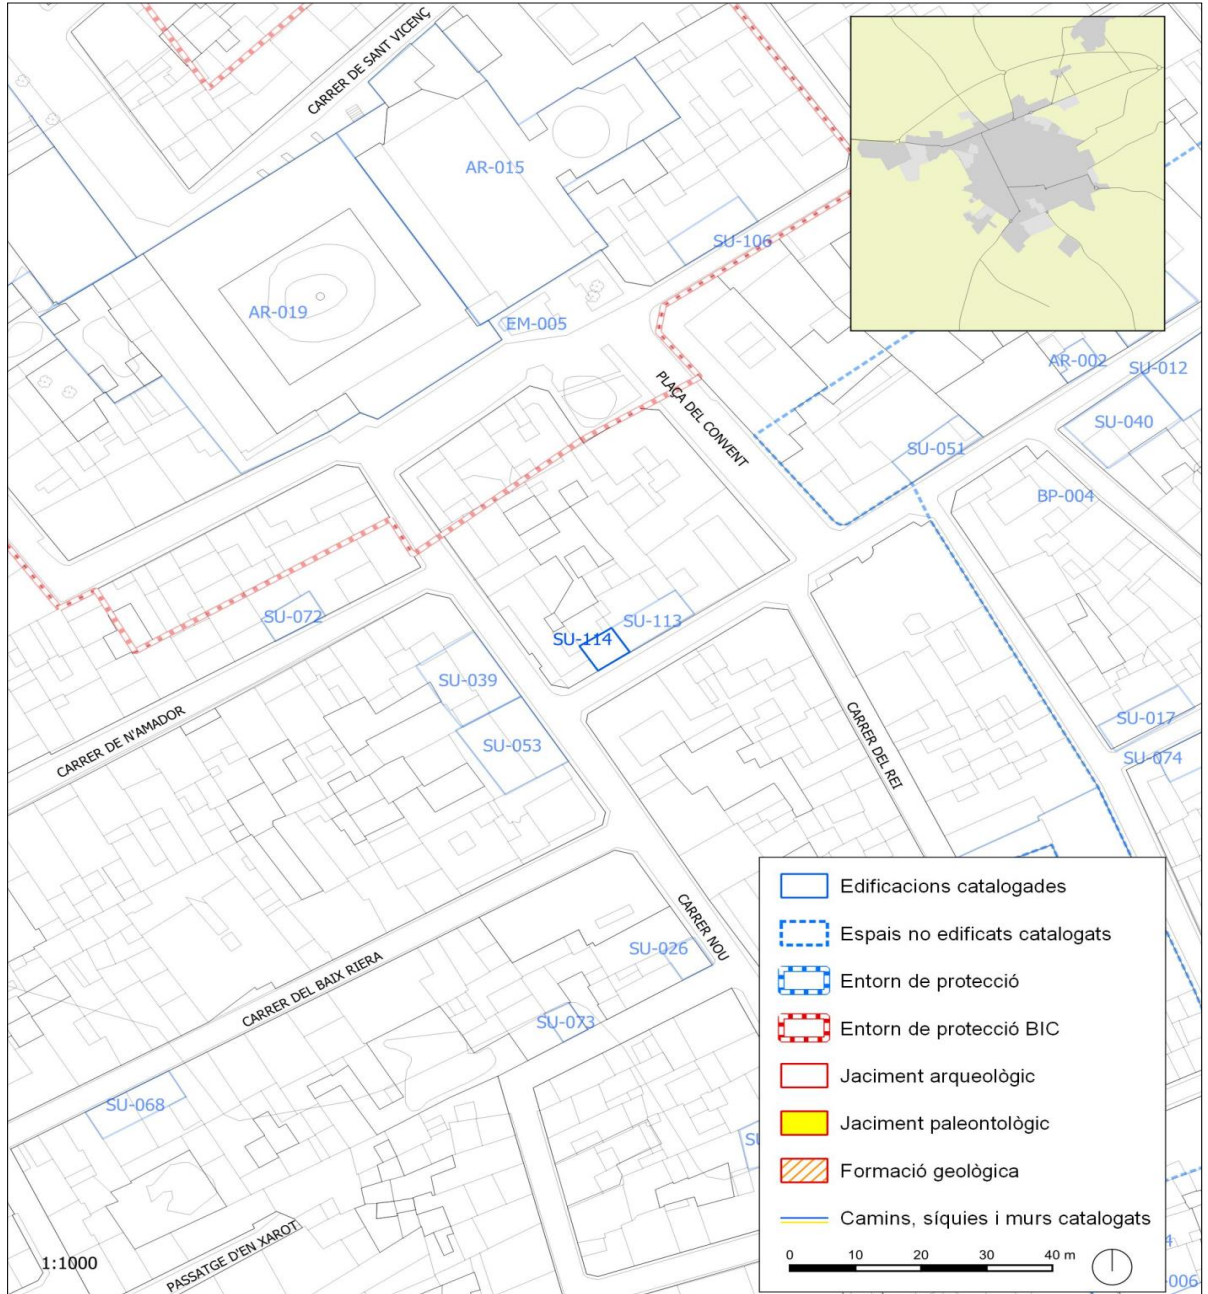 CARRER DE SANT VICENÇ
AR-015
SU-106
AR-019
EM-005
AR-002
SU-012
PLAÇA DEL CONVENT
SU-040
SU-051
BP-004
SU-072
SU-113
SU-114
SU-039
SU-017
CARRER DE N'AMADOR
SU-053
CARRER DEL REI
SU-074
CARRER NOU
SU-026
CARRER DEL BAIX RIERA
SU-073
SU-068
PASSATGE D'EN XAROT
1:1000
Edificacions catalogades
Espais no edificats catalogats
Entorn de protecció
Entorn de protecció BIC
Jaciment arqueològic
Jaciment paleontològic
Formació geològica
Camins, síquies i murs catalogats
0 10 20 30 40 m